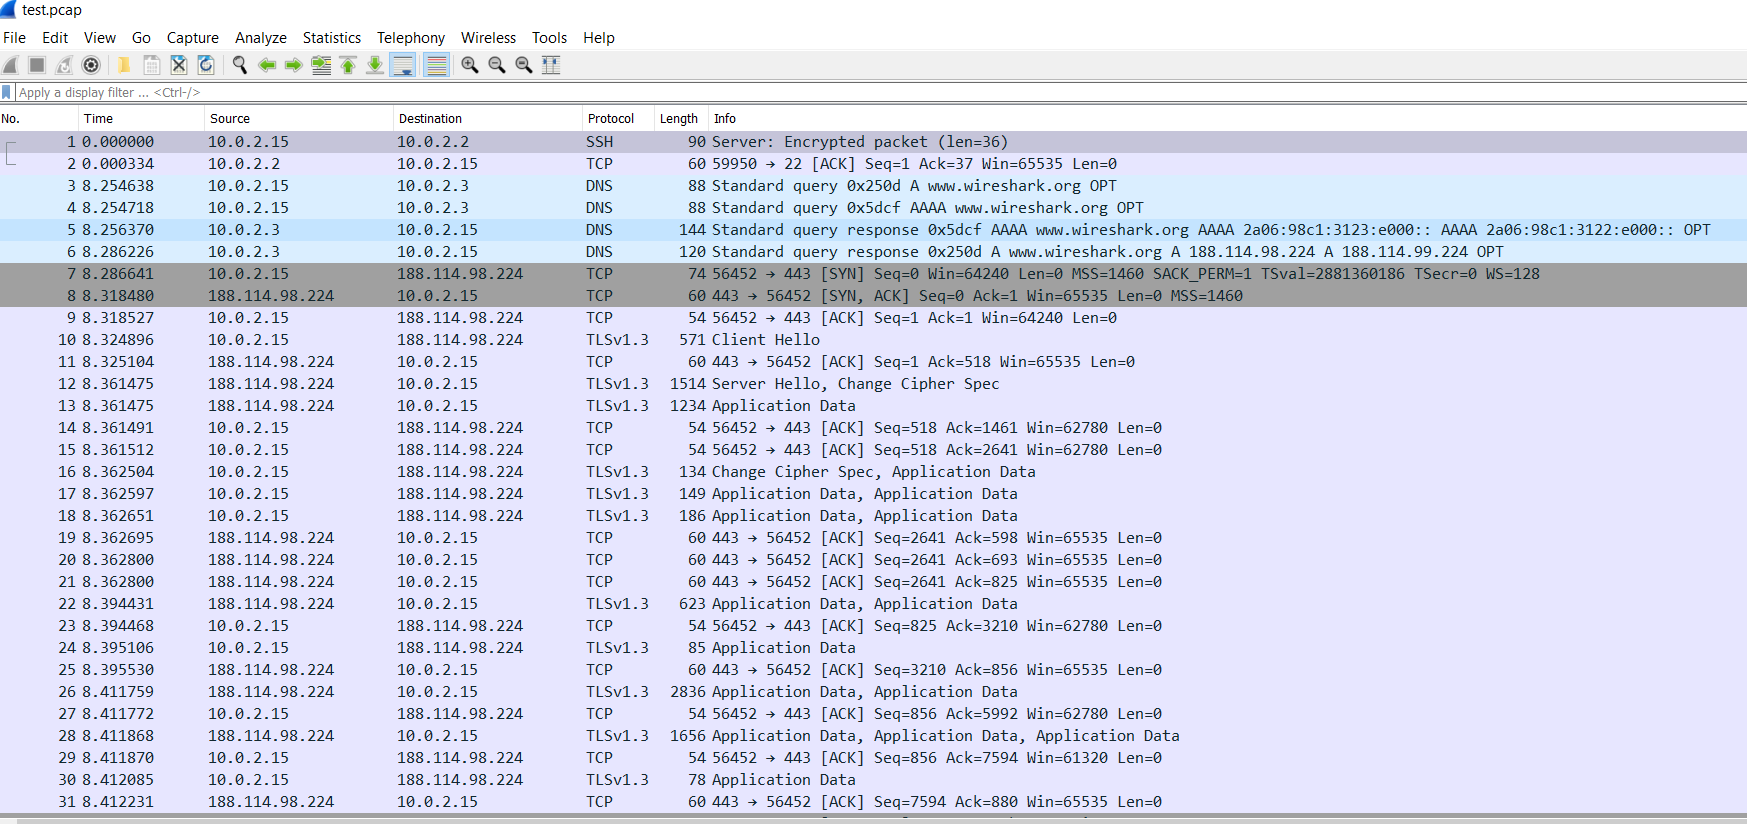 test.pcap
File Edit View Go Capture Analyze Statistics Telephony Wireless Tools Help
Apply a display filter ... <Ctrl-/>
No. Time Source Destination Protocol Length Info
1 0.000000 10.0.2.15 10.0.2.2 SSH 90 Server: Encrypted packet (len=36)
2 0.000334 10.0.2.2 10.0.2.15 TCP 60 59950 → 22 [ACK] Seq=1 Ack=37 Win=65535 Len=0
3 8.254638 10.0.2.15 10.0.2.3 DNS 88 Standard query 0x250d A www.wireshark.org OPT
4 8.254718 10.0.2.15 10.0.2.3 DNS 88 Standard query 0x5dcf AAAA www.wireshark.org OPT
5 8.256370 10.0.2.3 10.0.2.15 DNS 144 Standard query response 0x5dcf AAAA www.wireshark.org AAAA 2a06:98c1:3123:e000:: AAAA 2a06:98c1:3122:e000:: OPT
6 8.286226 10.0.2.3 10.0.2.15 DNS 120 Standard query response 0x250d A www.wireshark.org A 188.114.98.224 A 188.114.99.224 OPT
7 8.286641 10.0.2.15 188.114.98.224 TCP 74 56452 → 443 [SYN] Seq=0 Win=64240 Len=0 MSS=1460 SACK_PERM=1 TSval=2881360186 TSecr=0 WS=128
8 8.318480 188.114.98.224 10.0.2.15 TCP 60 443 → 56452 [SYN, ACK] Seq=0 Ack=1 Win=65535 Len=0 MSS=1460
9 8.318527 10.0.2.15 188.114.98.224 TCP 54 56452 → 443 [ACK] Seq=1 Ack=1 Win=64240 Len=0
10 8.324896 10.0.2.15 188.114.98.224 TLSv1.3 571 Client Hello
11 8.325104 188.114.98.224 10.0.2.15 TCP 60 443 → 56452 [ACK] Seq=1 Ack=518 Win=65535 Len=0
12 8.361475 188.114.98.224 10.0.2.15 TLSv1.3 1514 Server Hello, Change Cipher Spec
13 8.361475 188.114.98.224 10.0.2.15 TLSv1.3 1234 Application Data
14 8.361491 10.0.2.15 188.114.98.224 TCP 54 56452 → 443 [ACK] Seq=518 Ack=1461 Win=62780 Len=0
15 8.361512 10.0.2.15 188.114.98.224 TCP 54 56452 → 443 [ACK] Seq=518 Ack=2641 Win=62780 Len=0
16 8.362504 10.0.2.15 188.114.98.224 TLSv1.3 134 Change Cipher Spec, Application Data
17 8.362597 10.0.2.15 188.114.98.224 TLSv1.3 149 Application Data, Application Data
18 8.362651 10.0.2.15 188.114.98.224 TLSv1.3 186 Application Data, Application Data
19 8.362695 188.114.98.224 10.0.2.15 TCP 60 443 → 56452 [ACK] Seq=2641 Ack=598 Win=65535 Len=0
20 8.362800 188.114.98.224 10.0.2.15 TCP 60 443 → 56452 [ACK] Seq=2641 Ack=693 Win=65535 Len=0
21 8.362800 188.114.98.224 10.0.2.15 TCP 60 443 → 56452 [ACK] Seq=2641 Ack=825 Win=65535 Len=0
22 8.394431 188.114.98.224 10.0.2.15 TLSv1.3 623 Application Data, Application Data
23 8.394468 10.0.2.15 188.114.98.224 TCP 54 56452 → 443 [ACK] Seq=825 Ack=3210 Win=62780 Len=0
24 8.395106 10.0.2.15 188.114.98.224 TLSv1.3 85 Application Data
25 8.395530 188.114.98.224 10.0.2.15 TCP 60 443 → 56452 [ACK] Seq=3210 Ack=856 Win=65535 Len=0
26 8.411759 188.114.98.224 10.0.2.15 TLSv1.3 2836 Application Data, Application Data
27 8.411772 10.0.2.15 188.114.98.224 TCP 54 56452 → 443 [ACK] Seq=856 Ack=5992 Win=62780 Len=0
28 8.411868 188.114.98.224 10.0.2.15 TLSv1.3 1656 Application Data, Application Data, Application Data
29 8.411870 10.0.2.15 188.114.98.224 TCP 54 56452 → 443 [ACK] Seq=856 Ack=7594 Win=61320 Len=0
30 8.412085 10.0.2.15 188.114.98.224 TLSv1.3 78 Application Data
31 8.412231 188.114.98.224 10.0.2.15 TCP 60 443 → 56452 [ACK] Seq=7594 Ack=880 Win=65535 Len=0